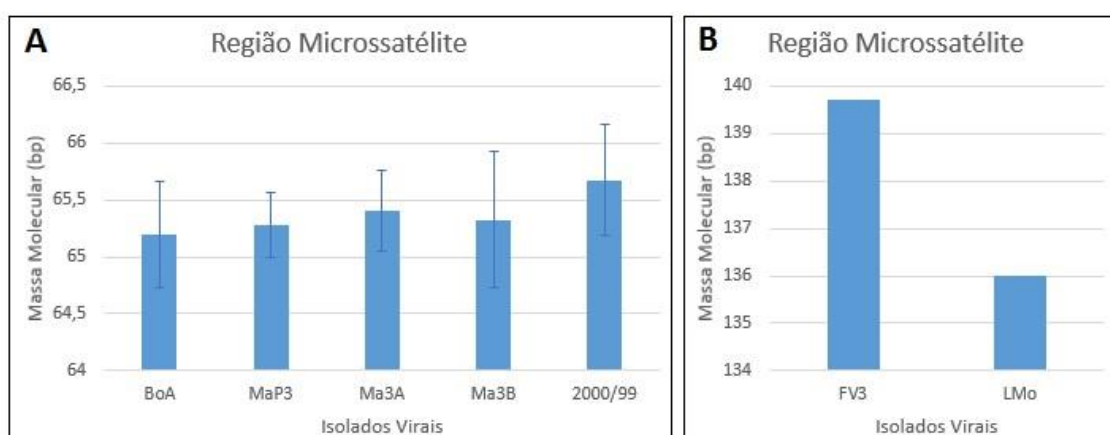 A
Região Microssatélite
66,5
66
65,5
65
64,5
64
Massa Molecular (bp)
BoA MaP3 Ma3A Ma3B 2000/99
Isolados Virais
B
Região Microssatélite
140
139
138
137
136
135
134
Massa Molecular (bp)
FV3 LMo
Isolados Virais